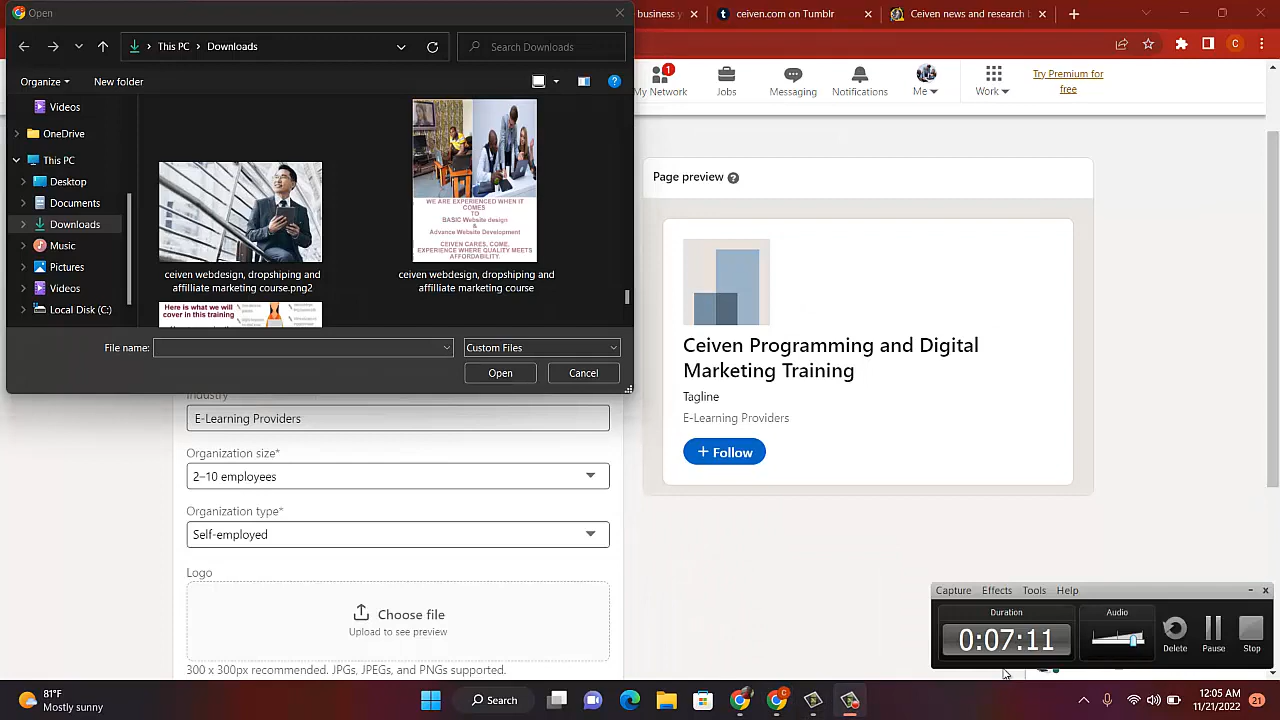 Open
business y
ceiven.com on Tumblr
Ceiven news and research b
This PC
Downloads
Search Downloads
Organize
New folder
Videos
OneDrive
This PC
Desktop
Documents
Downloads
Music
Pictures
Videos
Local Disk (C:)
ceiven webdesign, dropshiping and
affilliate marketing course.png2
WE ARE EXPERIENCED WHEN IT
COMES
TO
BASIC Website design
&
Advance Website Development
CEIVEN CARES, COME,
EXPERIENCE WHERE QUALITY MEETS
AFFORDABILITY.
ceiven webdesign, dropshiping and
affilliate marketing course
Here is what we will
cover in this training
File name:
Custom Files
Open
Cancel
1
My Network
Jobs
Messaging
Notifications
Me
Work
Try Premium for
free
C
Page preview
Ceiven Programming and Digital
Marketing Training
Tagline
E-Learning Providers
+ Follow
Industry
E-Learning Providers
Organization size*
2–10 employees
Organization type*
Self-employed
Logo
Choose file
Upload to see preview
300 x 300px recommended. JPGs, JPEGs, and PNGs supported.
Capture
Effects
Tools
Help
Duration
0:07:11
Audio
Delete
Pause
Stop
81°F
Mostly sunny
Search
12:05 AM
11/21/2022
21